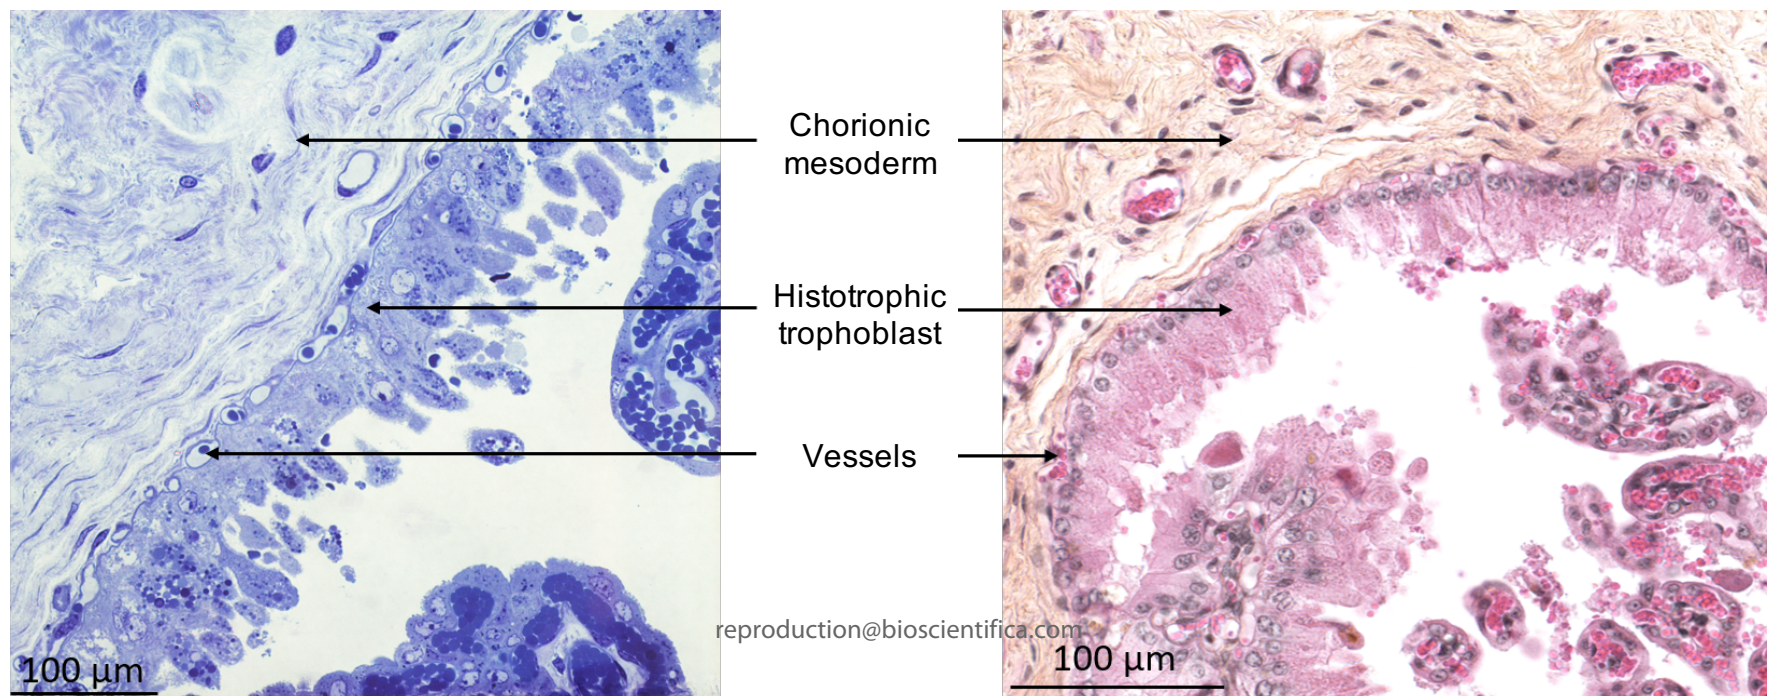 Chorionic
mesoderm
Histotrophic
trophoblast
Vessels
reproduction@bioscientifica.com
100 µm
100 µm